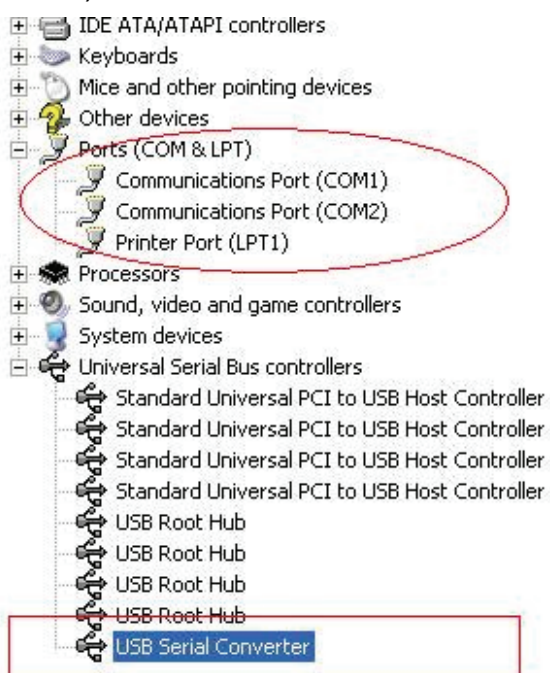 IDE ATA/ATAPI controllers
Keyboards
Mice and other pointing devices
Other devices
Ports (COM & LPT)
Communications Port (COM1)
Communications Port (COM2)
Printer Port (LPT1)
Processors
Sound, video and game controllers
System devices
Universal Serial Bus controllers
Standard Universal PCI to USB Host Controller
Standard Universal PCI to USB Host Controller
Standard Universal PCI to USB Host Controller
Standard Universal PCI to USB Host Controller
USB Root Hub
USB Root Hub
USB Root Hub
USB Root Hub
USB Serial Converter